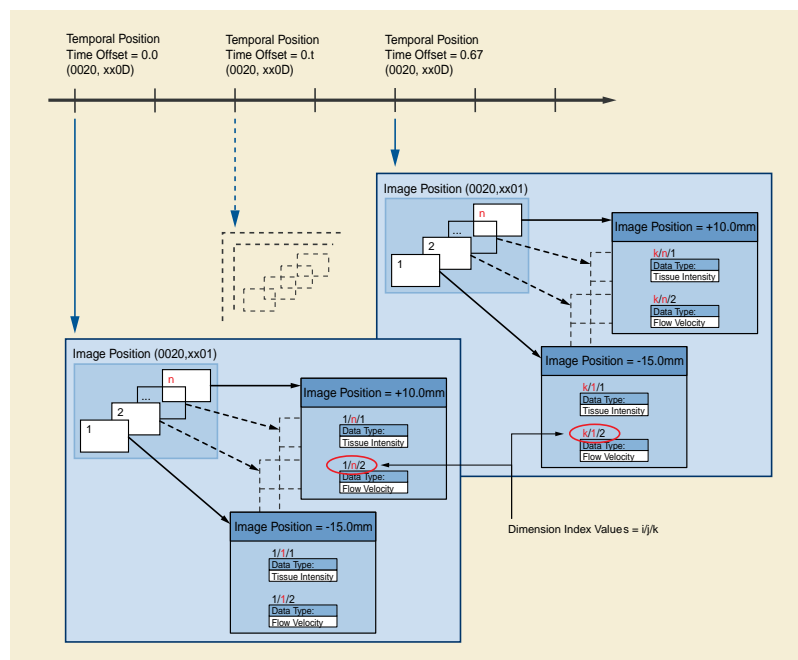 Temporal Position
Time Offset = 0.0
(0020, xx0D)
Temporal Position
Time Offset = 0.t
(0020, xx0D)
Temporal Position
Time Offset = 0.67
(0020, xx0D)
Image Position (0020,xx01)
n
...
2
1
Image Position = +10.0mm
k/n/1
Data Type:
Tissue Intensity
k/n/2
Data Type:
Flow Velocity
Image Position = -15.0mm
k/1/1
Data Type:
Tissue Intensity
k/1/2
Data Type:
Flow Velocity
Image Position (0020,xx01)
n
...
2
1
Image Position = +10.0mm
1/n/1
Data Type:
Tissue Intensity
1/n/2
Data Type:
Flow Velocity
Image Position = -15.0mm
1/1/1
Data Type:
Tissue Intensity
1/1/2
Data Type:
Flow Velocity
Dimension Index Values = i/j/k